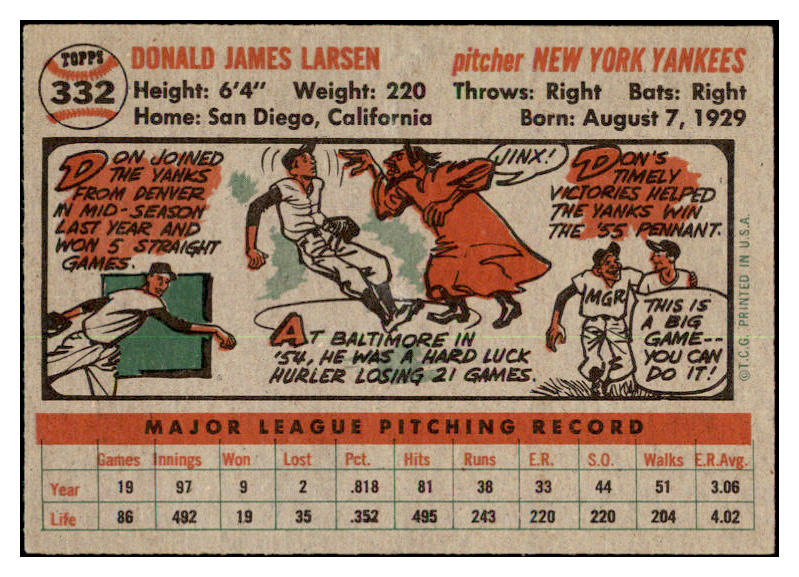 TOPPS
332
DONALD JAMES LARSEN
pitcher NEW YORK YANKEES
Height: 6'4" Weight: 220 Throws: Right Bats: Right
Home: San Diego, California
Born: August 7, 1929
DON JOINED
THE YANKS
FROM DENVER
IN MID-SEASON
LAST YEAR AND
WON 5 STRAIGHT
GAMES.
JINX!
AT BALTIMORE IN
'54, HE WAS A HARD LUCK
HURLER LOSING 21 GAMES.
DON'S
TIMELY
VICTORIES HELPED
THE YANKS WIN
THE '55 PENNANT.
MGR
THIS IS
A BIG
GAME--
YOU CAN
DO IT!
©T.C.G. PRINTED IN U.S.A.
MAJOR LEAGUE PITCHING RECORD
Games Innings Won Lost Pct. Hits Runs E.R. S.O. Walks E.R.Avg.
Year 19 97 9 2 .818 81 38 33 44 51 3.06
Life 86 492 19 35 .352 495 243 220 220 204 4.02